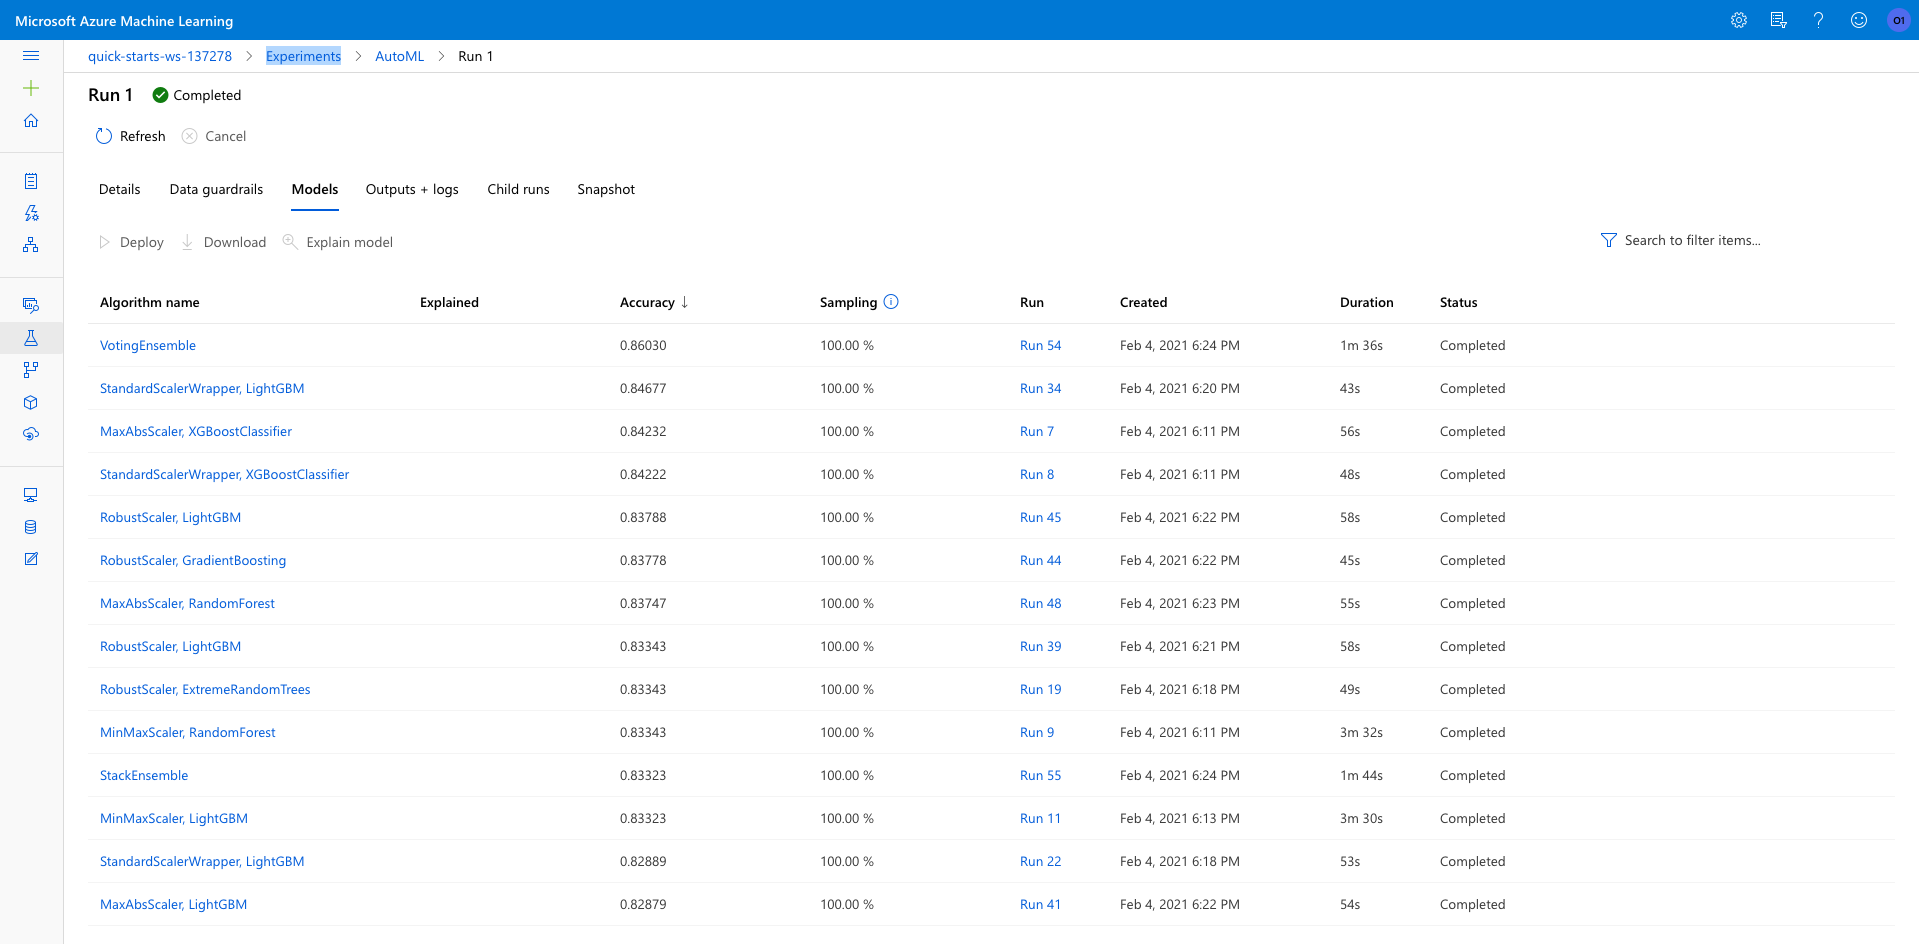 Microsoft Azure Machine Learning
O1
quick-starts-ws-137278 > Experiments > AutoML > Run 1
Run 1 Completed
Refresh Cancel
Details Data guardrails Models Outputs + logs Child runs Snapshot
Deploy Download Explain model Search to filter items...
Algorithm name Explained Accuracy ↓ Sampling Run Created Duration Status
VotingEnsemble 0.86030 100.00 % Run 54 Feb 4, 2021 6:24 PM 1m 36s Completed
StandardScalerWrapper, LightGBM 0.84677 100.00 % Run 34 Feb 4, 2021 6:20 PM 43s Completed
MaxAbsScaler, XGBoostClassifier 0.84232 100.00 % Run 7 Feb 4, 2021 6:11 PM 56s Completed
StandardScalerWrapper, XGBoostClassifier 0.84222 100.00 % Run 8 Feb 4, 2021 6:11 PM 48s Completed
RobustScaler, LightGBM 0.83788 100.00 % Run 45 Feb 4, 2021 6:22 PM 58s Completed
RobustScaler, GradientBoosting 0.83778 100.00 % Run 44 Feb 4, 2021 6:22 PM 45s Completed
MaxAbsScaler, RandomForest 0.83747 100.00 % Run 48 Feb 4, 2021 6:23 PM 55s Completed
RobustScaler, LightGBM 0.83343 100.00 % Run 39 Feb 4, 2021 6:21 PM 58s Completed
RobustScaler, ExtremeRandomTrees 0.83343 100.00 % Run 19 Feb 4, 2021 6:18 PM 49s Completed
MinMaxScaler, RandomForest 0.83343 100.00 % Run 9 Feb 4, 2021 6:11 PM 3m 32s Completed
StackEnsemble 0.83323 100.00 % Run 55 Feb 4, 2021 6:24 PM 1m 44s Completed
MinMaxScaler, LightGBM 0.83323 100.00 % Run 11 Feb 4, 2021 6:13 PM 3m 30s Completed
StandardScalerWrapper, LightGBM 0.82889 100.00 % Run 22 Feb 4, 2021 6:18 PM 53s Completed
MaxAbsScaler, LightGBM 0.82879 100.00 % Run 41 Feb 4, 2021 6:22 PM 54s Completed